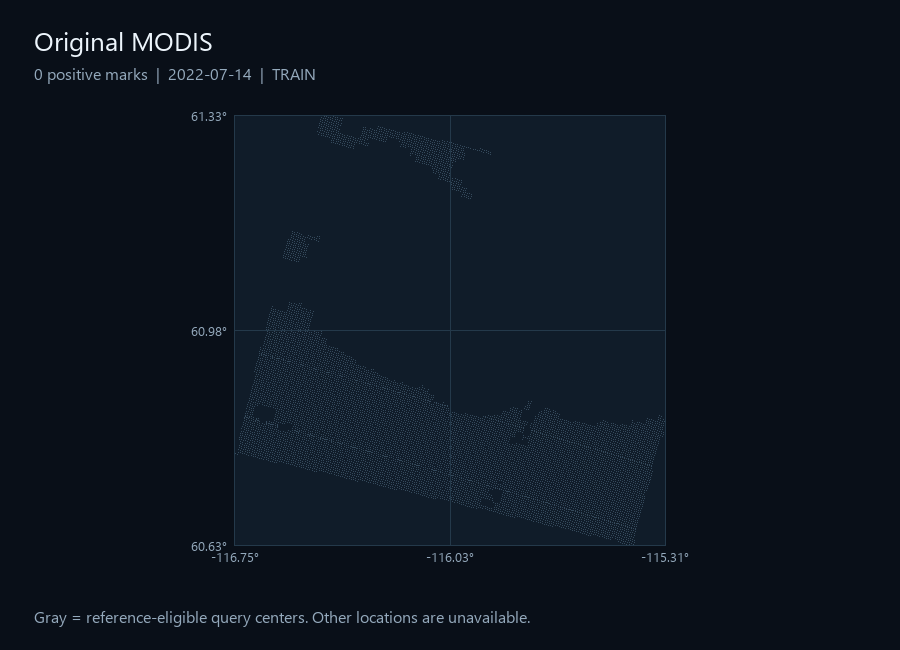 Original MODIS
0 positive marks | 2022-07-14 | TRAIN
61.33°
60.98°
60.63°
-116.75°
-116.03°
-115.31°
Gray = reference-eligible query centers. Other locations are unavailable.